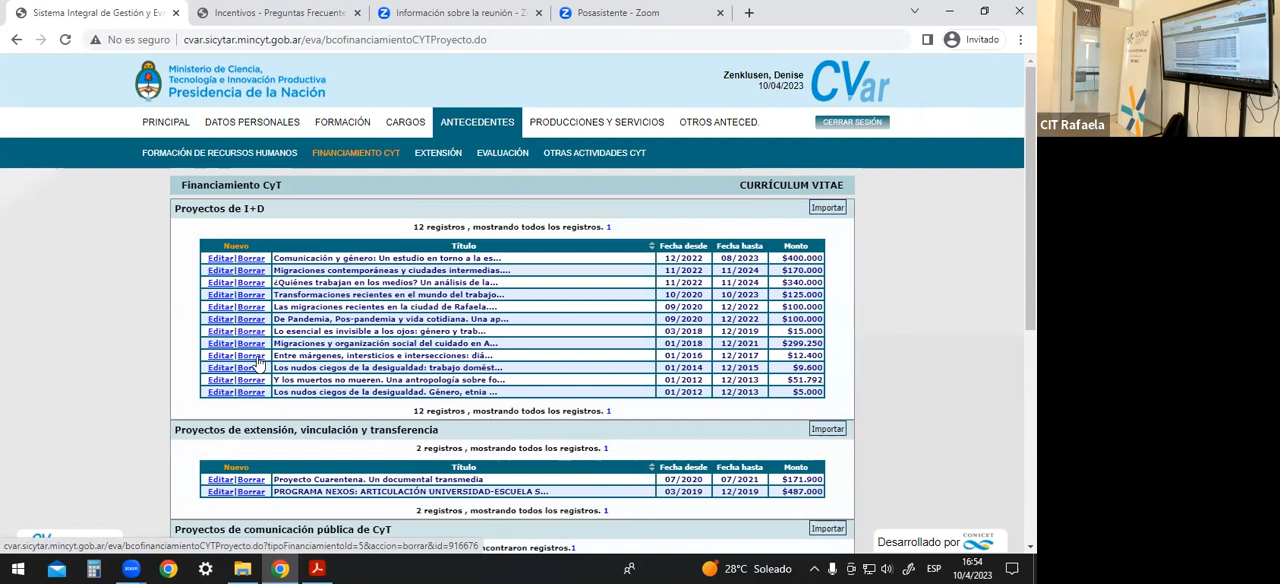 Sistema Integral de Gestión y Eva
Incentivos - Preguntas Frecuente
Información sobre la reunión - Z
Posasistente - Zoom
No es seguro
cvar.sicytar.mincyt.gob.ar/eva/bcofinanciamientoCYTProyecto.do
Invitado
Ministerio de Ciencia,
Tecnología e Innovación Productiva
Presidencia de la Nación
Zenklusen, Denise
10/04/2023
CVar
PRINCIPAL DATOS PERSONALES FORMACIÓN CARGOS ANTECEDENTES PRODUCCIONES Y SERVICIOS OTROS ANTECED. CERRAR SESIÓN
FORMACIÓN DE RECURSOS HUMANOS FINANCIAMIENTO CYT EXTENSIÓN EVALUACIÓN OTRAS ACTIVIDADES CYT
Financiamiento CyT CURRÍCULUM VITAE
Proyectos de I+D Importar
12 registros , mostrando todos los registros. 1
Nuevo Título Fecha desde Fecha hasta Monto
Editar|Borrar Comunicación y género: Un estudio en torno a la es... 12/2022 08/2023 $400.000
Editar|Borrar Migraciones contemporáneas y ciudades intermedias.... 11/2022 11/2024 $170.000
Editar|Borrar ¿Quiénes trabajan en los medios? Un análisis de la... 11/2022 11/2024 $340.000
Editar|Borrar Transformaciones recientes en el mundo del trabajo... 10/2020 10/2023 $125.000
Editar|Borrar Las migraciones recientes en la ciudad de Rafaela.... 09/2020 12/2022 $100.000
Editar|Borrar De Pandemia, Pos-pandemia y vida cotidiana. Una ap... 09/2020 12/2022 $100.000
Editar|Borrar Lo esencial es invisible a los ojos: género y trab... 03/2018 12/2019 $15.000
Editar|Borrar Migraciones y organización social del cuidado en A... 01/2018 12/2021 $299.250
Editar|Borrar Entre márgenes, intersticios e intersecciones: diá... 01/2016 12/2017 $12.400
Editar|Borrar Los nudos ciegos de la desigualdad: trabajo domést... 01/2014 12/2015 $9.600
Editar|Borrar Y los muertos no mueren. Una antropología sobre fo... 01/2012 12/2013 $51.792
Editar|Borrar Los nudos ciegos de la desigualdad. Género, etnia ... 01/2012 12/2013 $5.000
12 registros , mostrando todos los registros. 1
Proyectos de extensión, vinculación y transferencia Importar
2 registros , mostrando todos los registros. 1
Nuevo Título Fecha desde Fecha hasta Monto
Editar|Borrar Proyecto Cuarentena. Un documental transmedia 07/2020 07/2021 $171.900
Editar|Borrar PROGRAMA NEXOS: ARTICULACIÓN UNIVERSIDAD-ESCUELA S... 03/2019 12/2019 $487.000
2 registros , mostrando todos los registros. 1
Proyectos de comunicación pública de CyT Importar
contraron registros.1
Desarrollado por CONICET
cvar.sicytar.mincyt.gob.ar/eva/bcofinanciamientoCYTProyecto.do?tipoFinanciamientoId=5&accion=borrar&id=916676
zoom
28°C Soleado
ESP
16:54
10/4/2023
CIT Rafaela